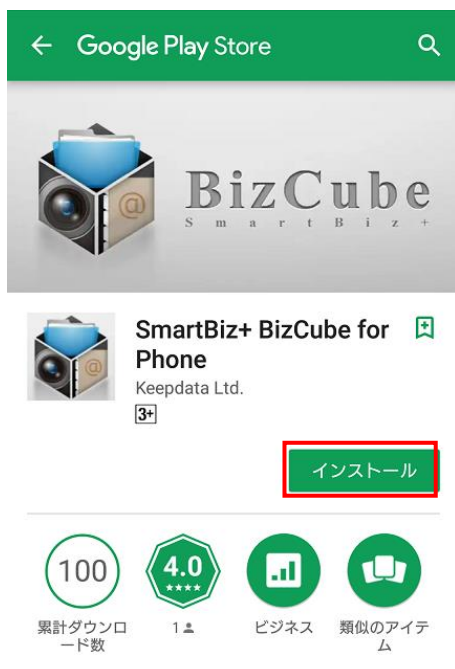 Google Play Store
BizCube
SmartBiz+
@
SmartBiz+ BizCube for
Phone
Keepdata Ltd.
3+
インストール
100
4.0
累計ダウンロ
ード数
1
ビジネス
類似のアイテ
ム